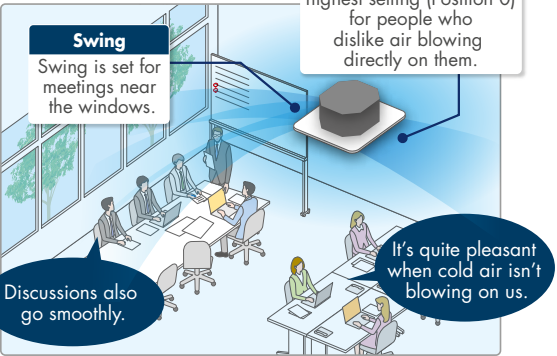 highest setting (Position 0)
for people who
dislike air blowing
directly on them.
Swing
Swing is set for
meetings near
the windows.
It's quite pleasant
when cold air isn't
blowing on us.
Discussions also
go smoothly.